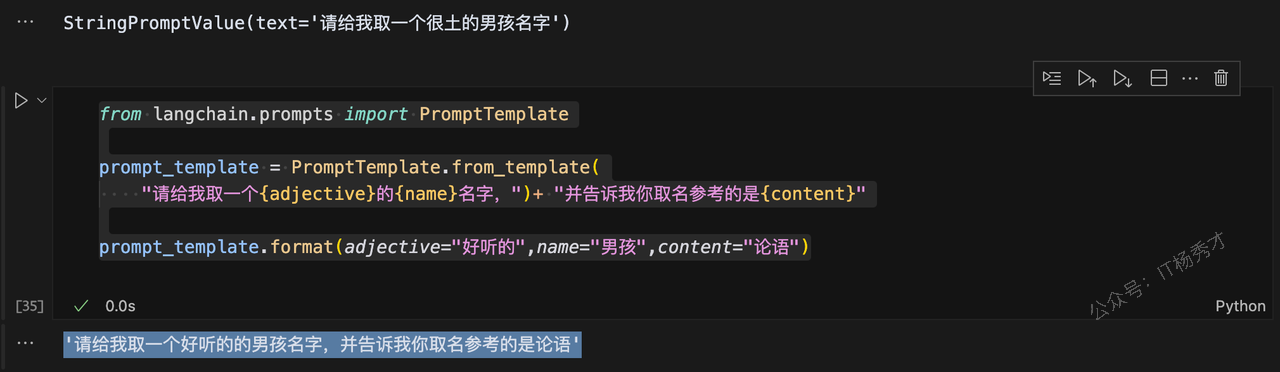 StringPromptValue(text='请给我取一个很土的男孩名字')
from langchain.prompts import PromptTemplate
prompt_template = PromptTemplate.from_template(
"请给我取一个{adjective}的{name}名字，")+ "并告诉我你取名参考的是{content}"
prompt_template.format(adjective="好听的",name="男孩",content="论语")
[35]
0.0s
Python
公众号：IT杨秀才
'请给我取一个好听的的男孩名字，并告诉我你取名参考的是论语'